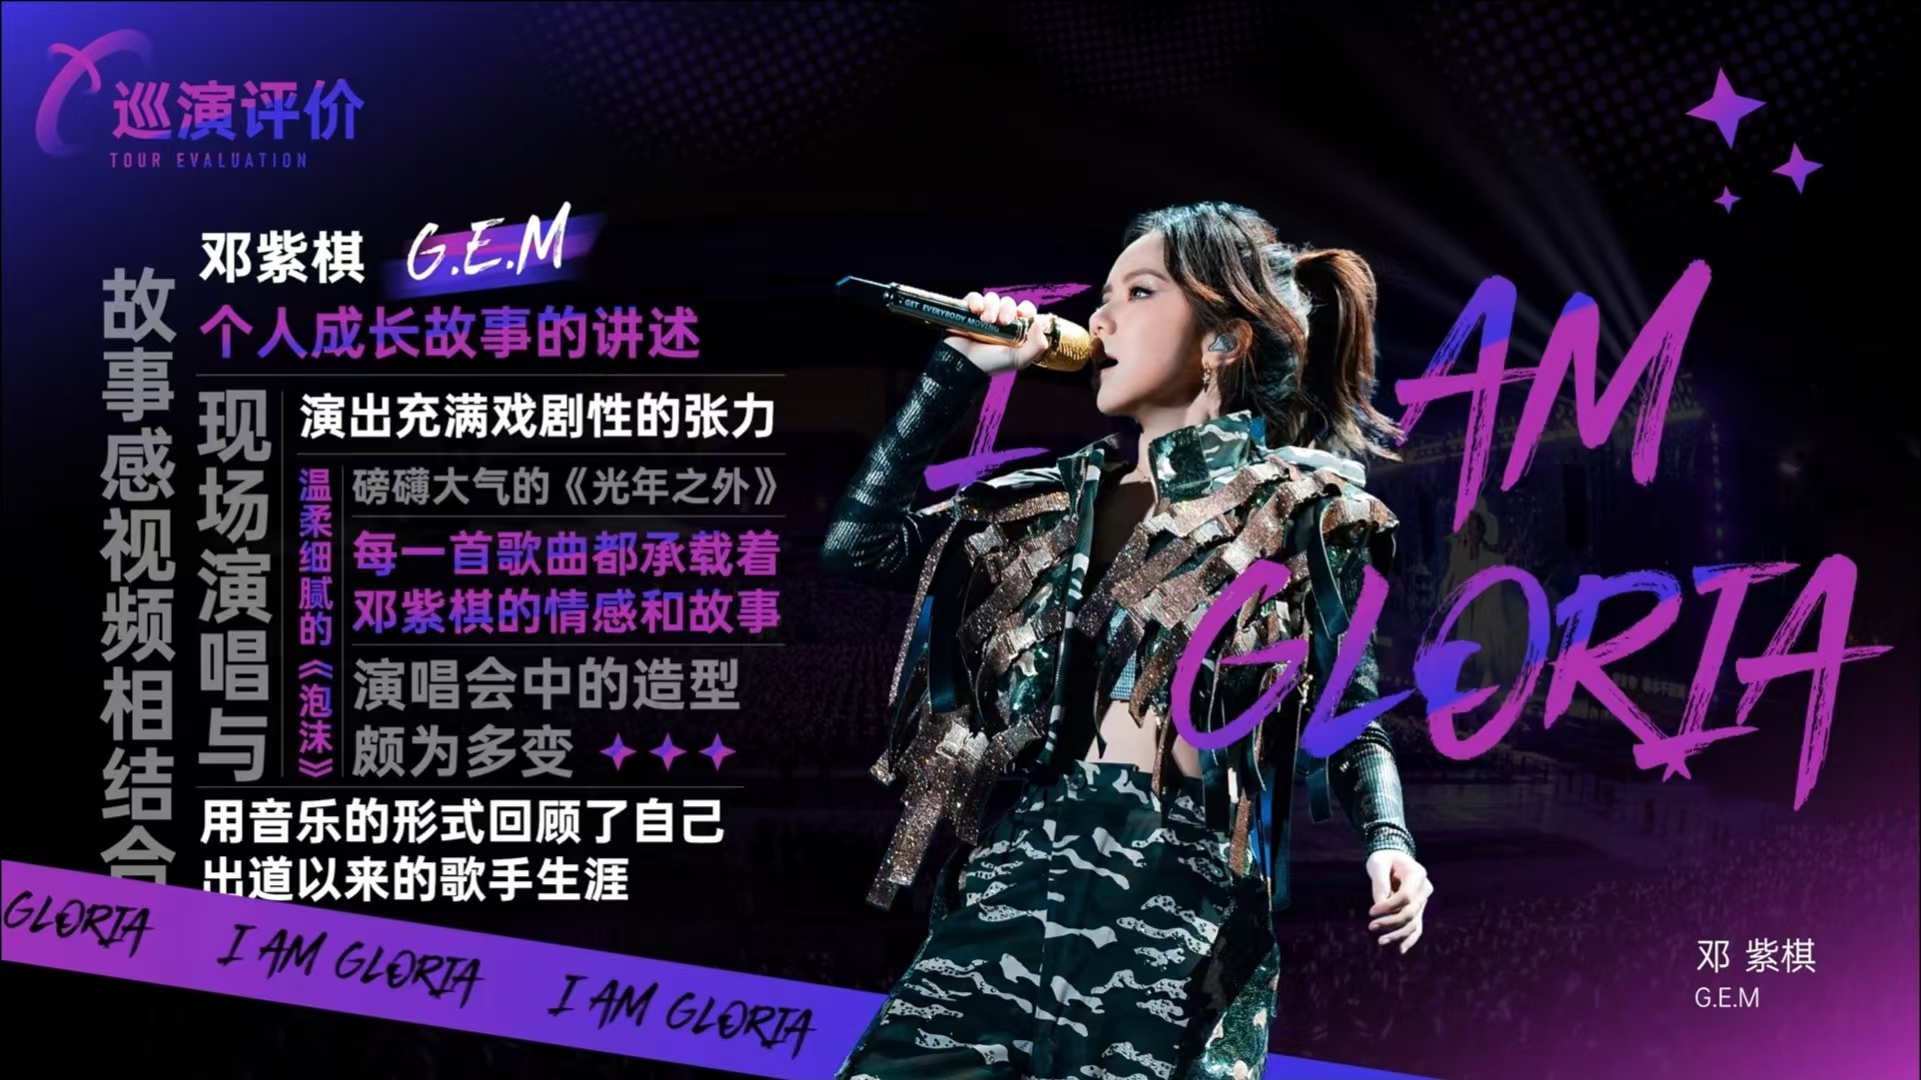 巡演评价
TOUR EVALUATION
邓紫棋 G.E.M
个人成长故事的讲述
故事感视频相结合
现场演唱与
演出充满戏剧性的张力
温柔细腻的《泡沫》
磅礴大气的《光年之外》
每一首歌曲都承载着
邓紫棋的情感和故事
演唱会中的造型
颇为多变
用音乐的形式回顾了自己
出道以来的歌手生涯
GET EVERYBODY MOVING
I AM
GLORIA
GLORIA I AM GLORIA I AM GLORIA
邓 紫棋
G.E.M